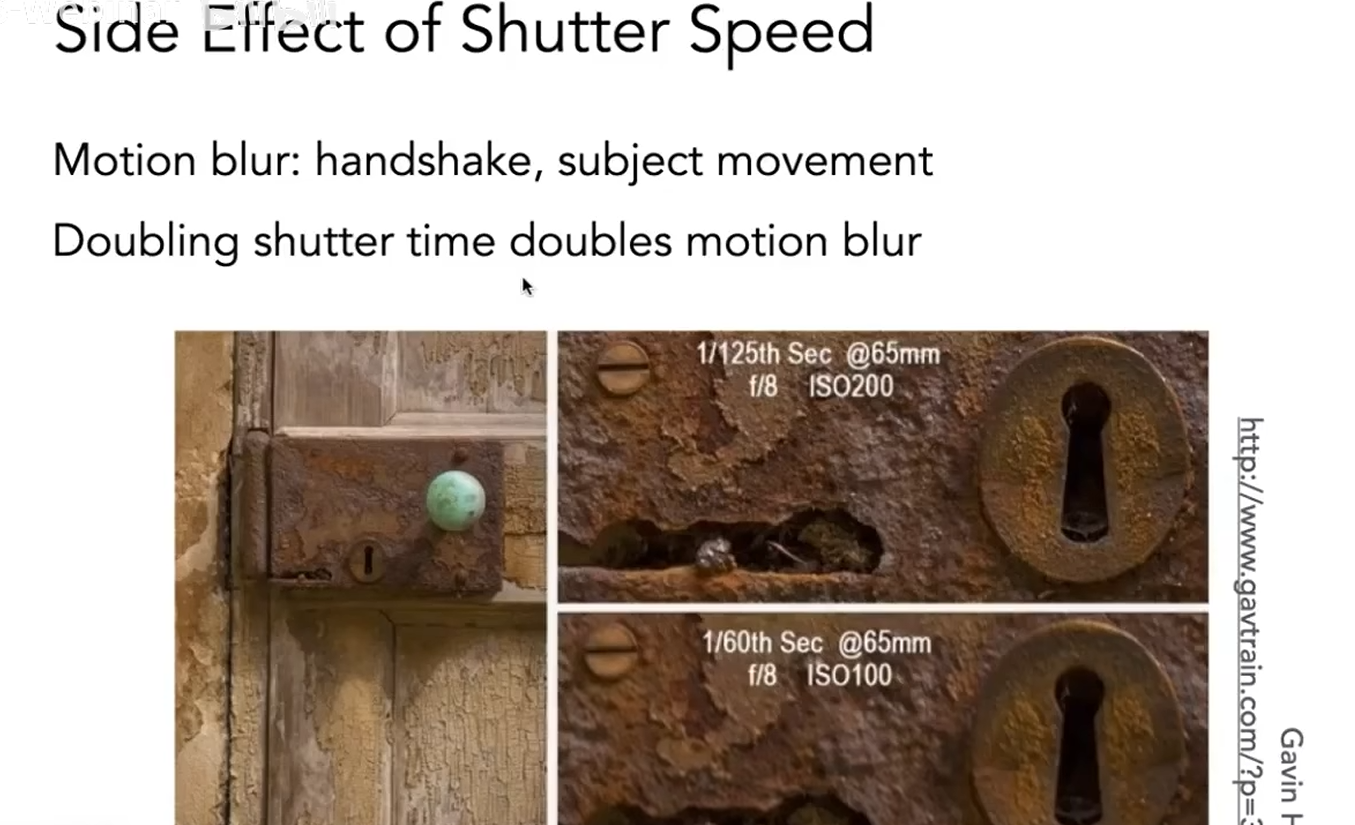 Side Effect of Shutter Speed
Motion blur: handshake, subject movement
Doubling shutter time doubles motion blur
1/125th Sec @65mm
f/8 ISO200
1/60th Sec @65mm
f/8 ISO100
http://www.gavtrain.com/?p=
Gavin